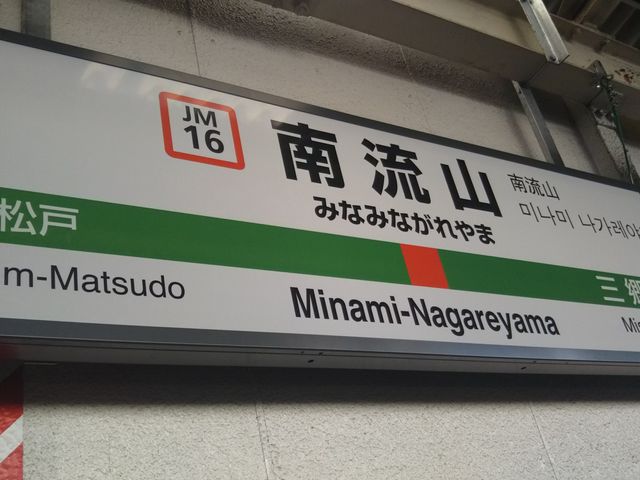 JM
16
南流山
みなみながれやま
南流山
미나미 나가레야
松戸
三郷
m-Matsudo
Minami-Nagareyama
Mi